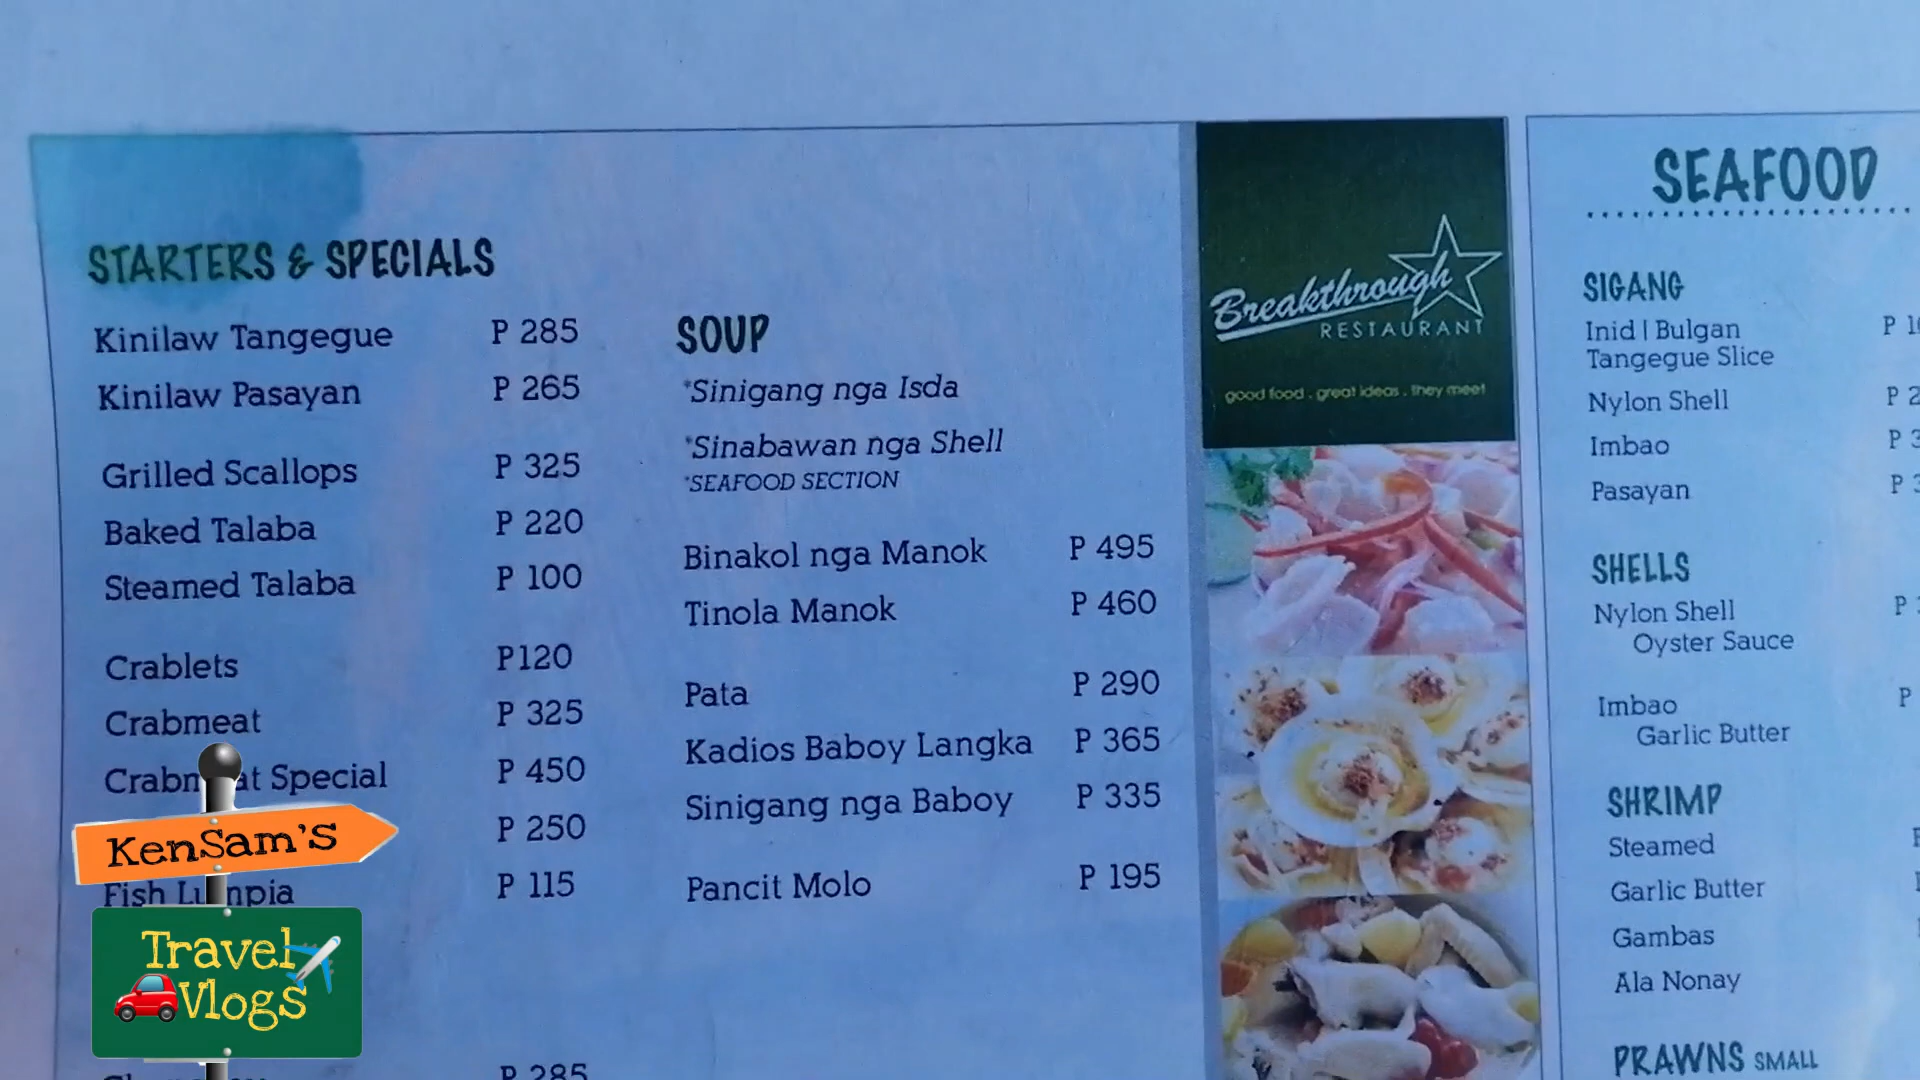 STARTERS & SPECIALS
Kinilaw Tangegue P 285
Kinilaw Pasayan P 265
Grilled Scallops P 325
Baked Talaba P 220
Steamed Talaba P 100
Crablets P120
Crabmeat P 325
Special P 450
P 250
Fish P 115
P 285
SOUP
*Sinigang nga Isda
*Sinabawan nga Shell
*SEAFOOD SECTION
Binakol nga Manok P 495
Tinola Manok P 460
Pata P 290
Kadios Baboy Langka P 365
Sinigang nga Baboy P 335
Pancit Molo P 195
Breakthrough
RESTAURANT
good food . great ideas . they meet
SEAFOOD
SIGANG
Inid | Bulgan P
Tangegue Slice
Nylon Shell P
Imbao P
Pasayan P
SHELLS
Nylon Shell P
Oyster Sauce
Imbao P
Garlic Butter
SHRIMP
Steamed
Garlic Butter
Gambas
Ala Nonay
PRAWNS SMALL
KenSam's
Travel
Vlogs